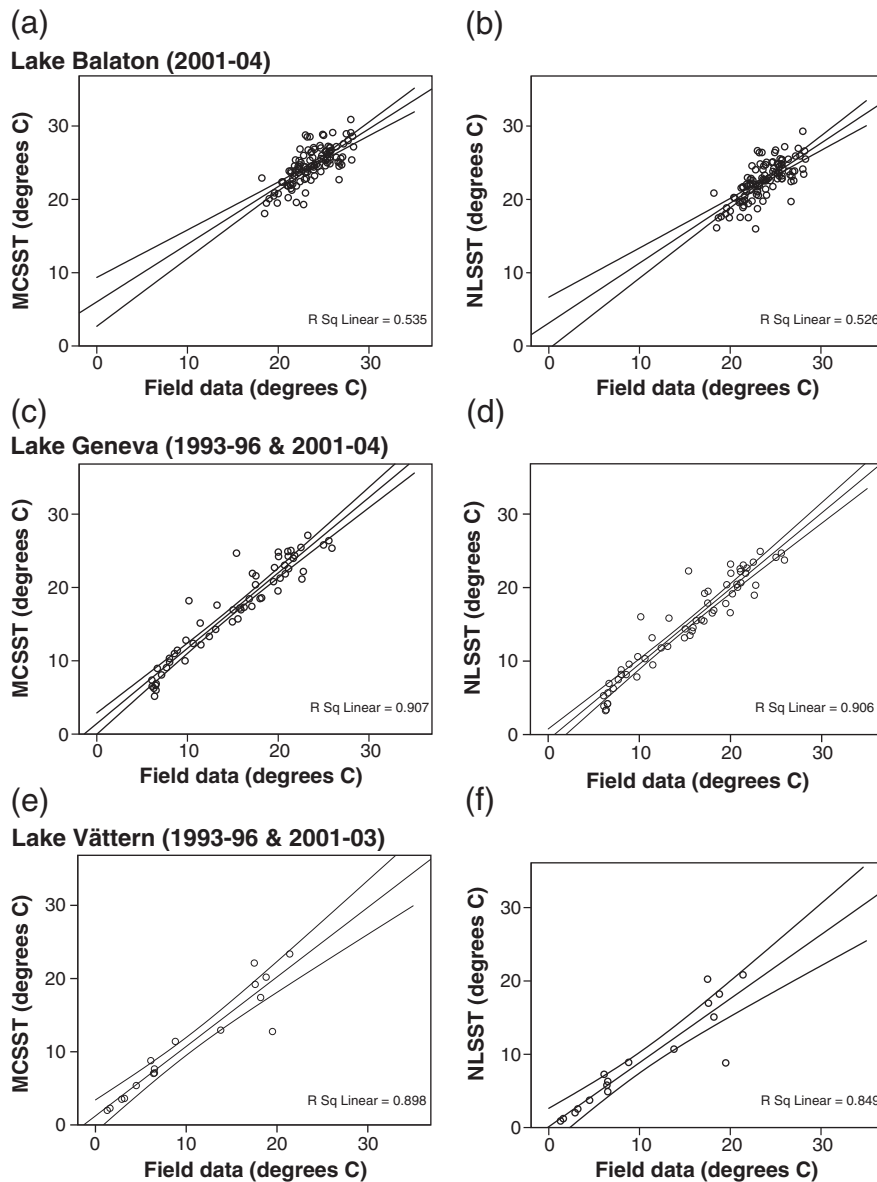 (a)
(b)
Lake Balaton (2001-04)
MCSST (degrees C)
30
20
10
0
R Sq Linear = 0.535
0 10 20 30
Field data (degrees C)
NLSST (degrees C)
30
20
10
0
R Sq Linear = 0.526
0 10 20 30
Field data (degrees C)
(c)
(d)
Lake Geneva (1993-96 & 2001-04)
MCSST (degrees C)
30
20
10
0
R Sq Linear = 0.907
0 10 20 30
Field data (degrees C)
NLSST (degrees C)
30
20
10
0
R Sq Linear = 0.906
0 10 20 30
Field data (degrees C)
(e)
(f)
Lake Vättern (1993-96 & 2001-03)
MCSST (degrees C)
30
20
10
0
R Sq Linear = 0.898
0 10 20 30
Field data (degrees C)
NLSST (degrees C)
30
20
10
0
R Sq Linear = 0.849
0 10 20 30
Field data (degrees C)